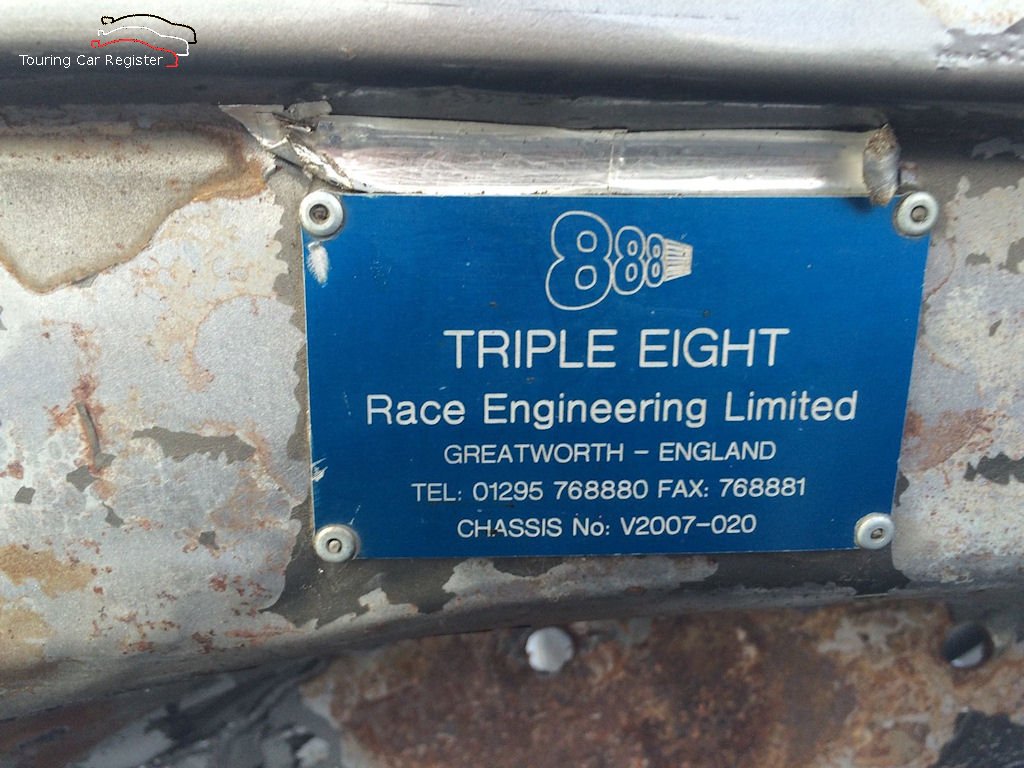 Touring Car Register
888
TRIPLE EIGHT
Race Engineering Limited
GREATWORTH - ENGLAND
TEL: 01295 768880 FAX: 768881
CHASSIS No: V2007-020